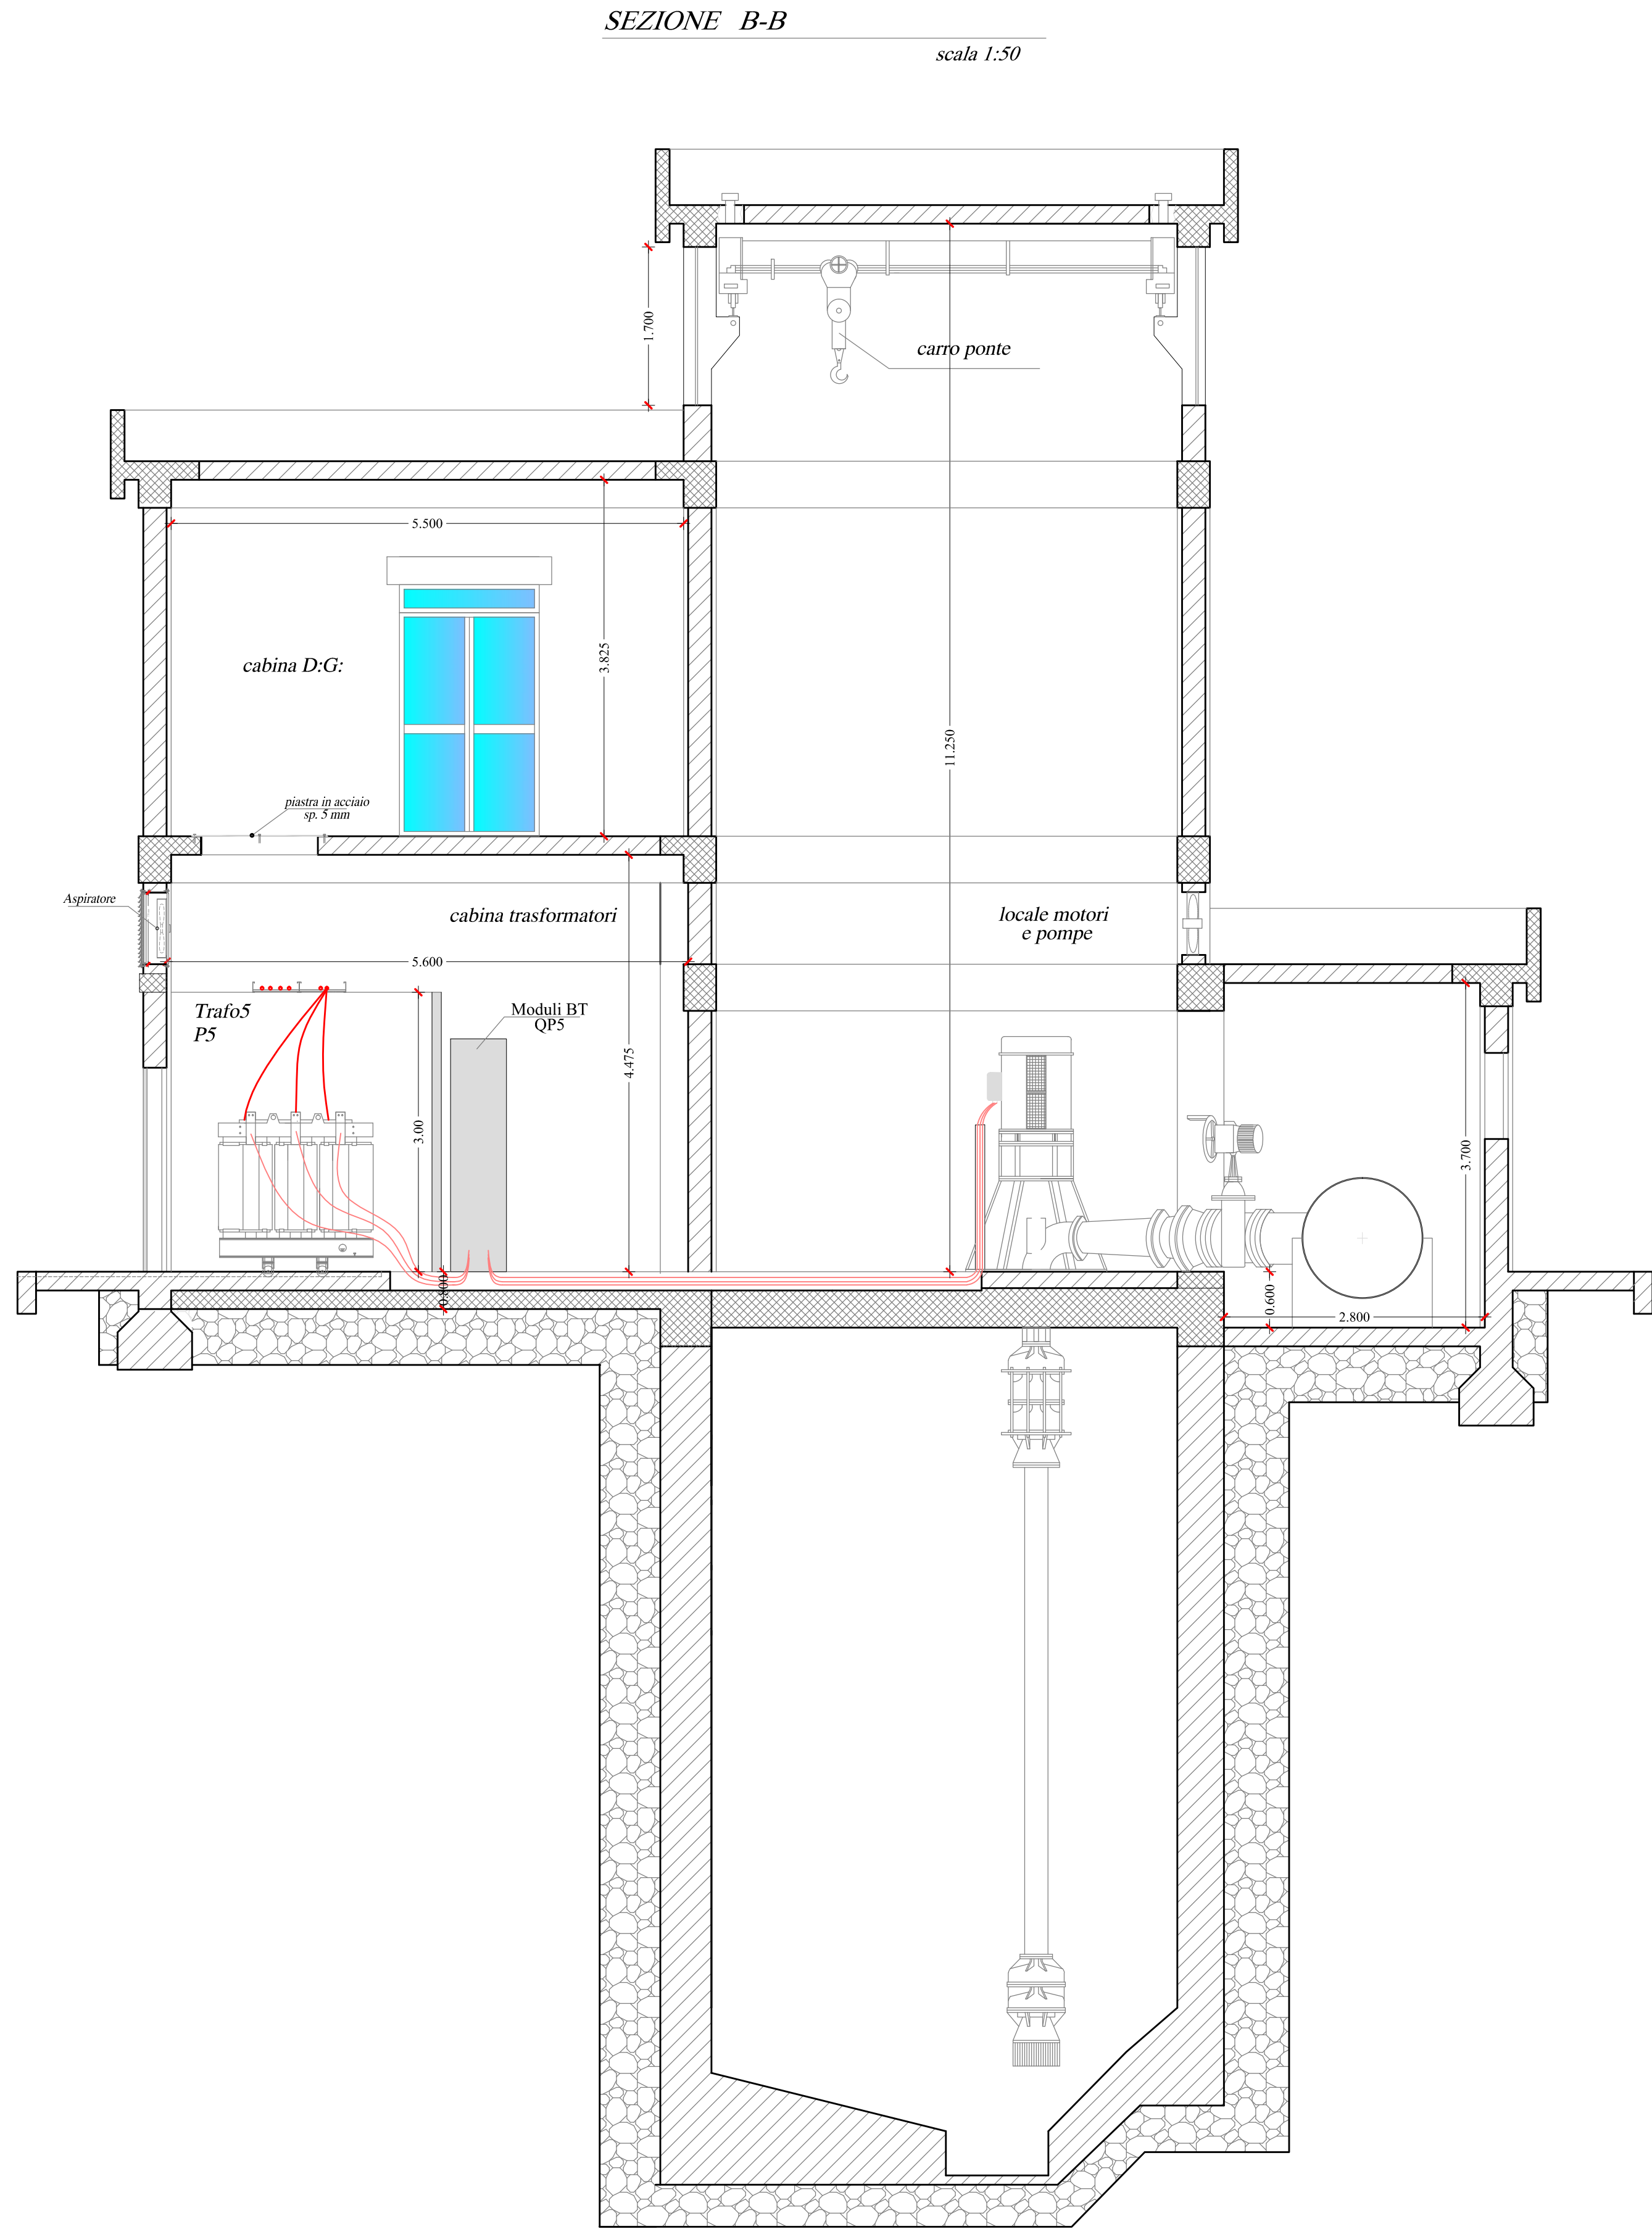 SEZIONE B-B
scala 1:50
1.700
carro ponte
5.500
cabina D:G:
3.825
11.250
piastra in acciaio
sp. 5 mm
Aspiratore
cabina trasformatori
locale motori
e pompe
5.600
Trafo5
P5
Moduli BT
QP5
4.475
3.00
3.700
0.600
2.800